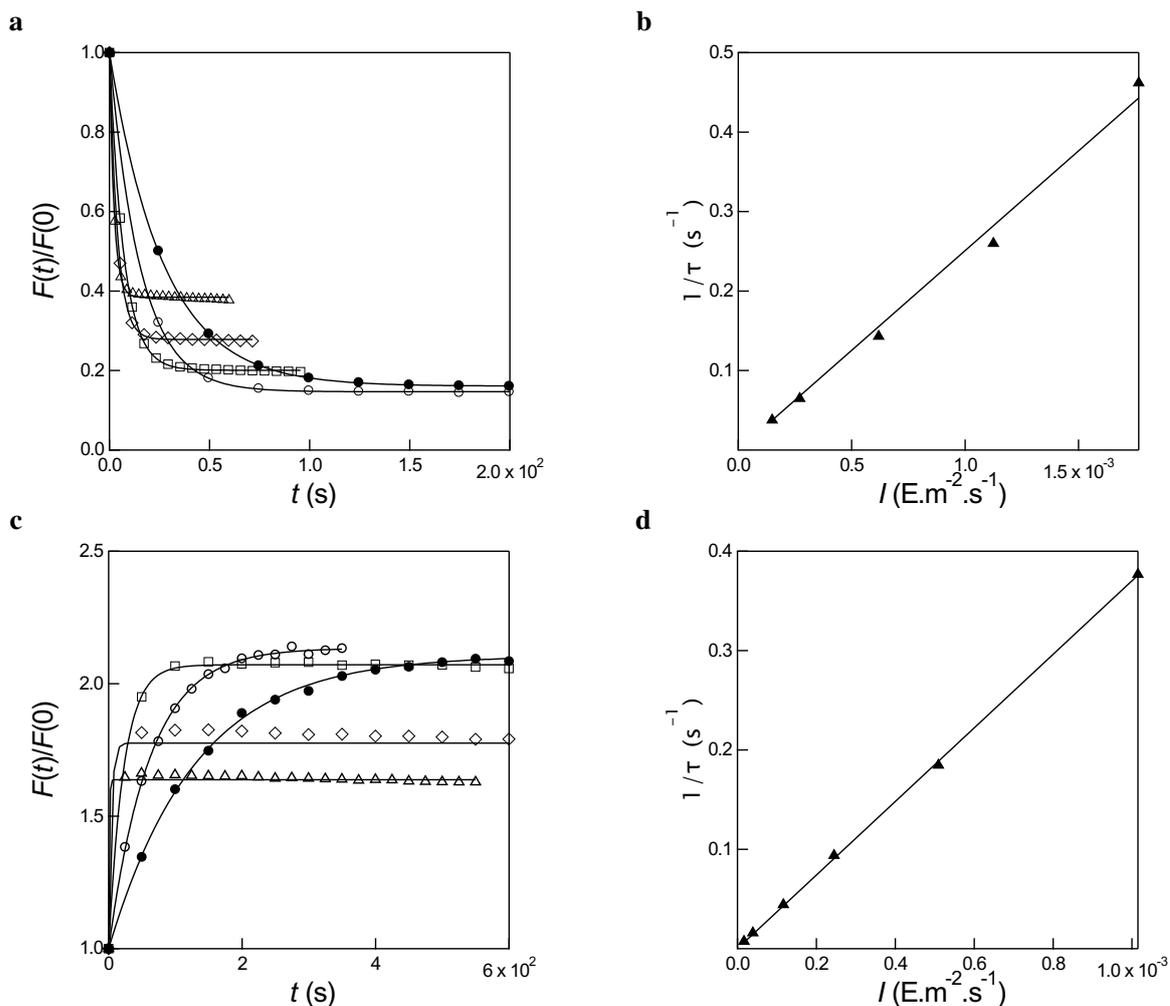 a
1.0
0.8
0.6
0.4
0.2
0.0
F(t)/F(0)
0.0 0.5 1.0 1.5 2.0 x 10²
t (s)
b
0.5
0.4
0.3
0.2
0.1
1/τ (s⁻¹)
0.0 0.5 1.0 1.5 x 10⁻³
I (E.m⁻².s⁻¹)
c
2.5
2.0
1.5
1.0
F(t)/F(0)
0 2 4 6 x 10²
t (s)
d
0.4
0.3
0.2
0.1
1/τ (s⁻¹)
0.0 0.2 0.4 0.6 0.8 1.0 x 10⁻³
I (E.m⁻².s⁻¹)